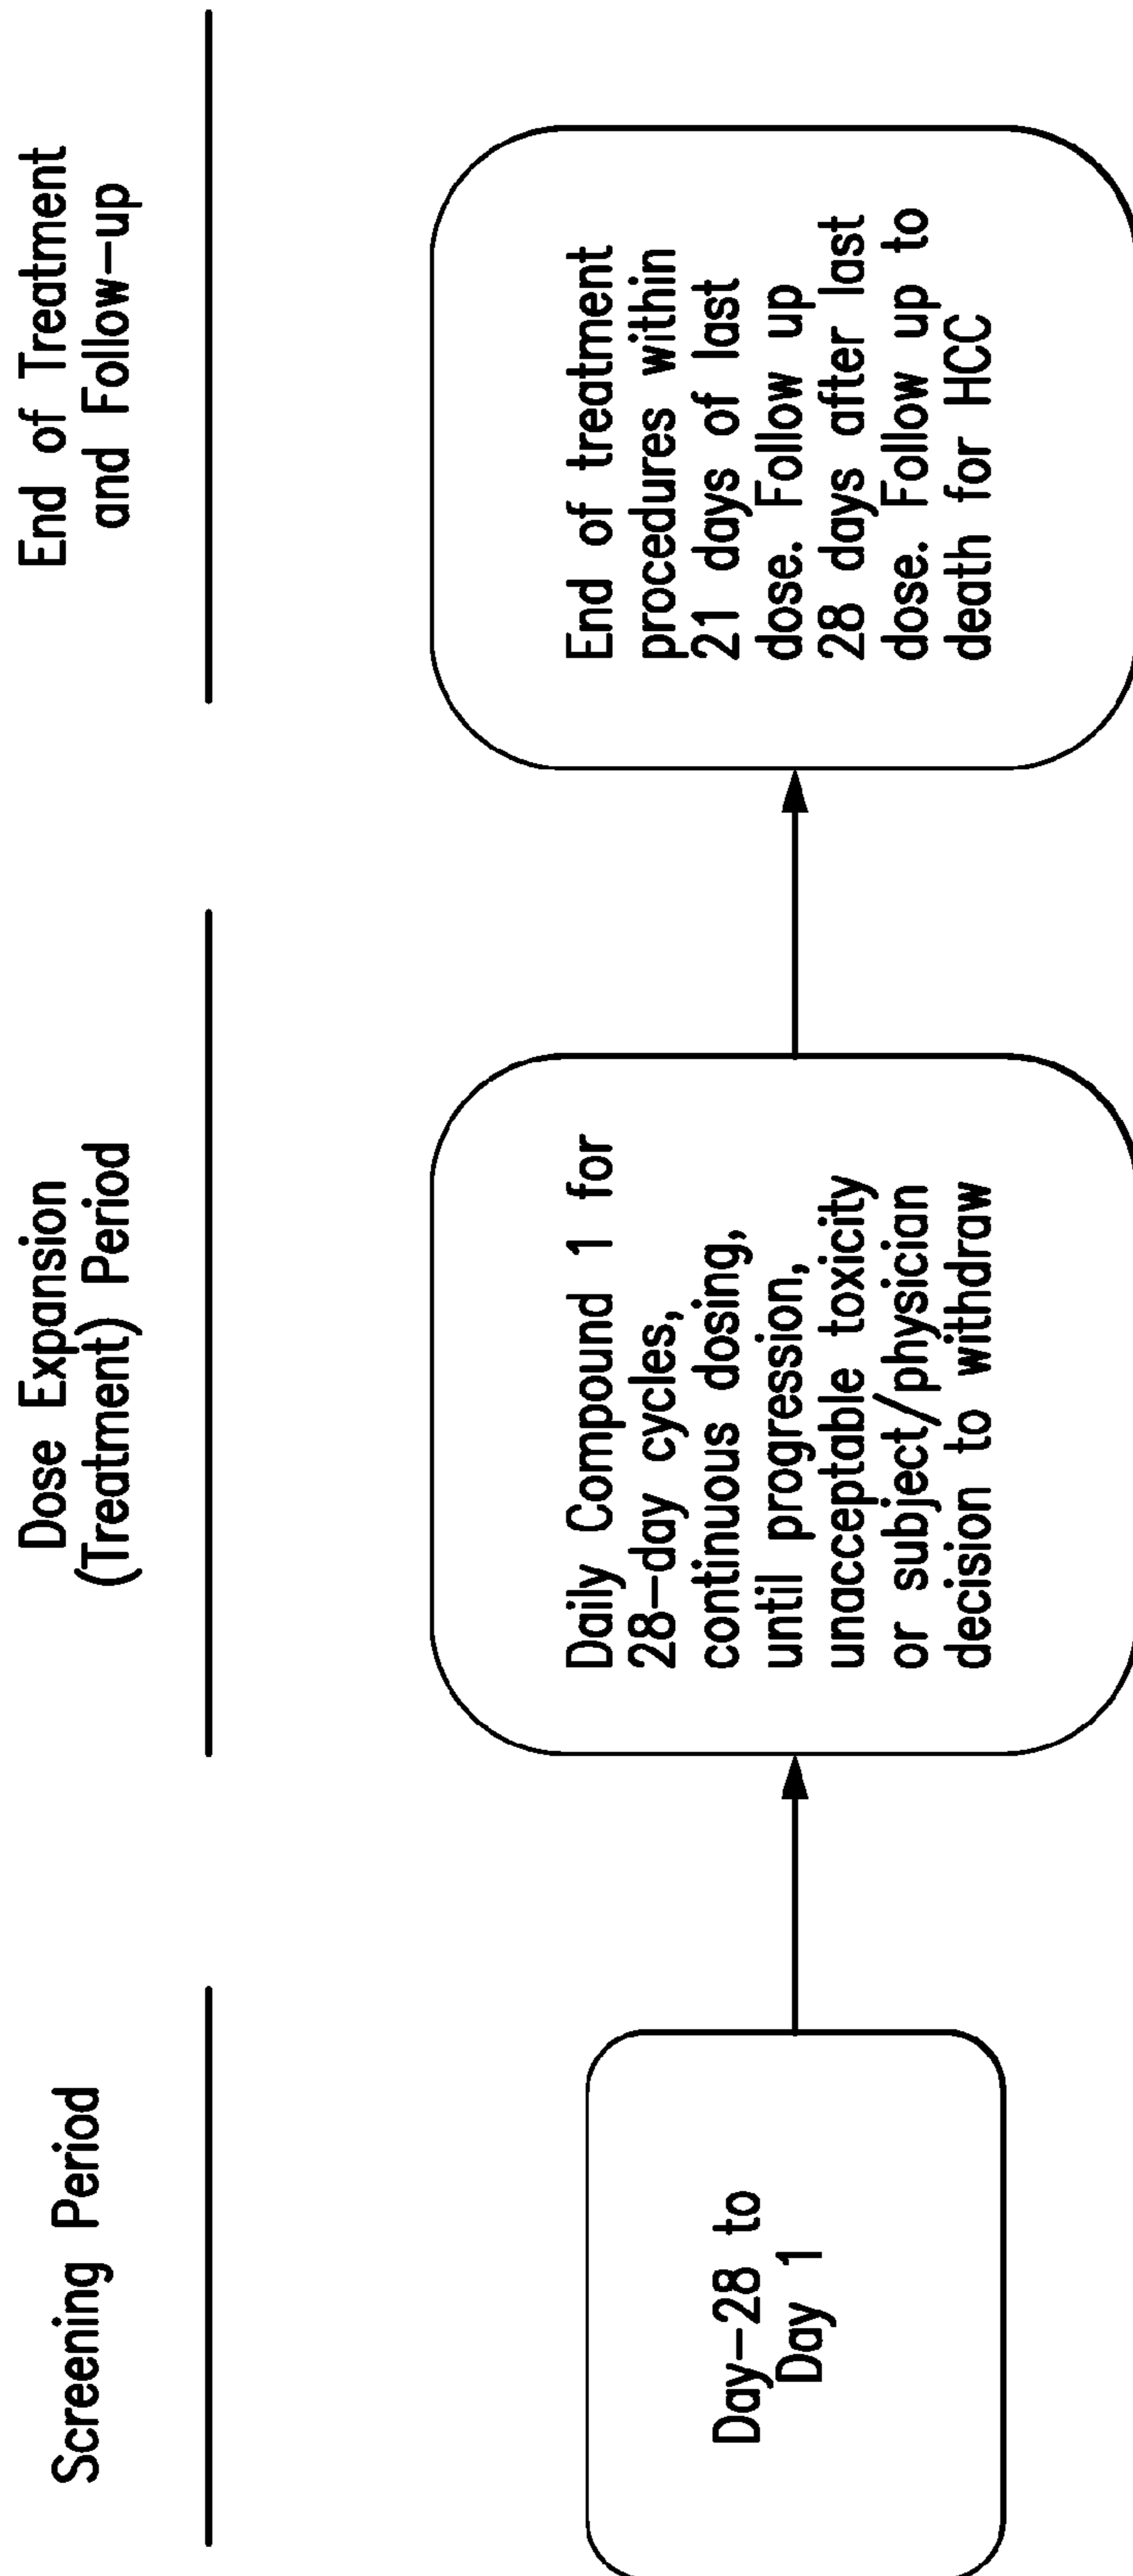 Screening Period
Day-28 to
Day 1
Dose Expansion
(Treatment) Period
Daily Compound 1 for
28-day cycles,
continuous dosing,
until progression,
unacceptable toxicity
or subject/physician
decision to withdraw
End of Treatment
and Follow-up
End of treatment
procedures within
21 days of last
dose. Follow up
28 days after last
dose. Follow up to
death for HCC